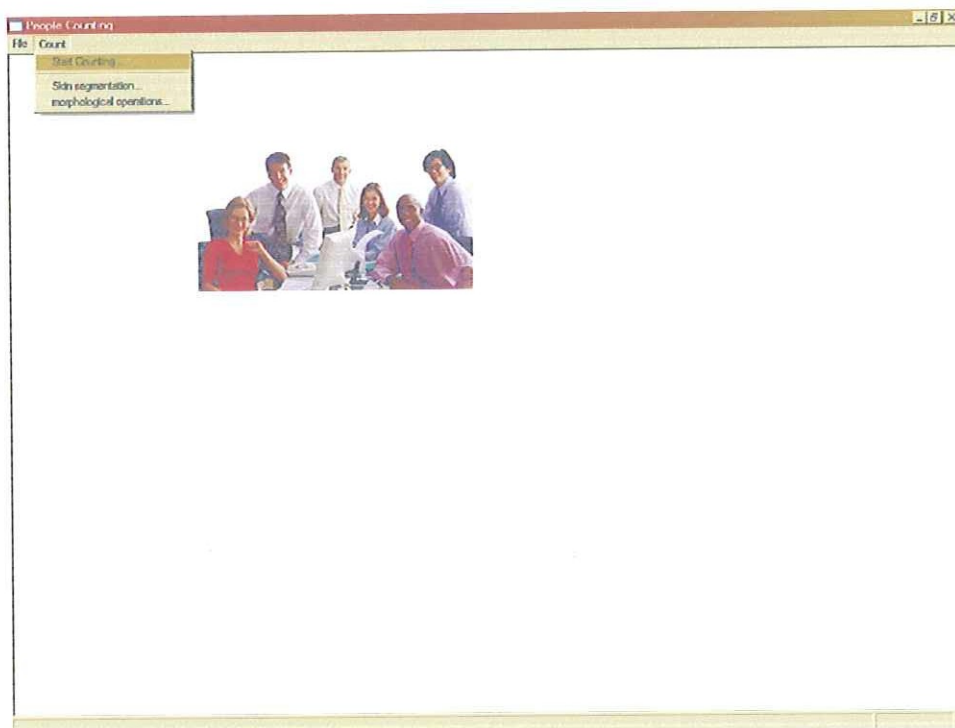 People Counting
File Count
Start Counting...
Skin segmentation...
morphological operations...